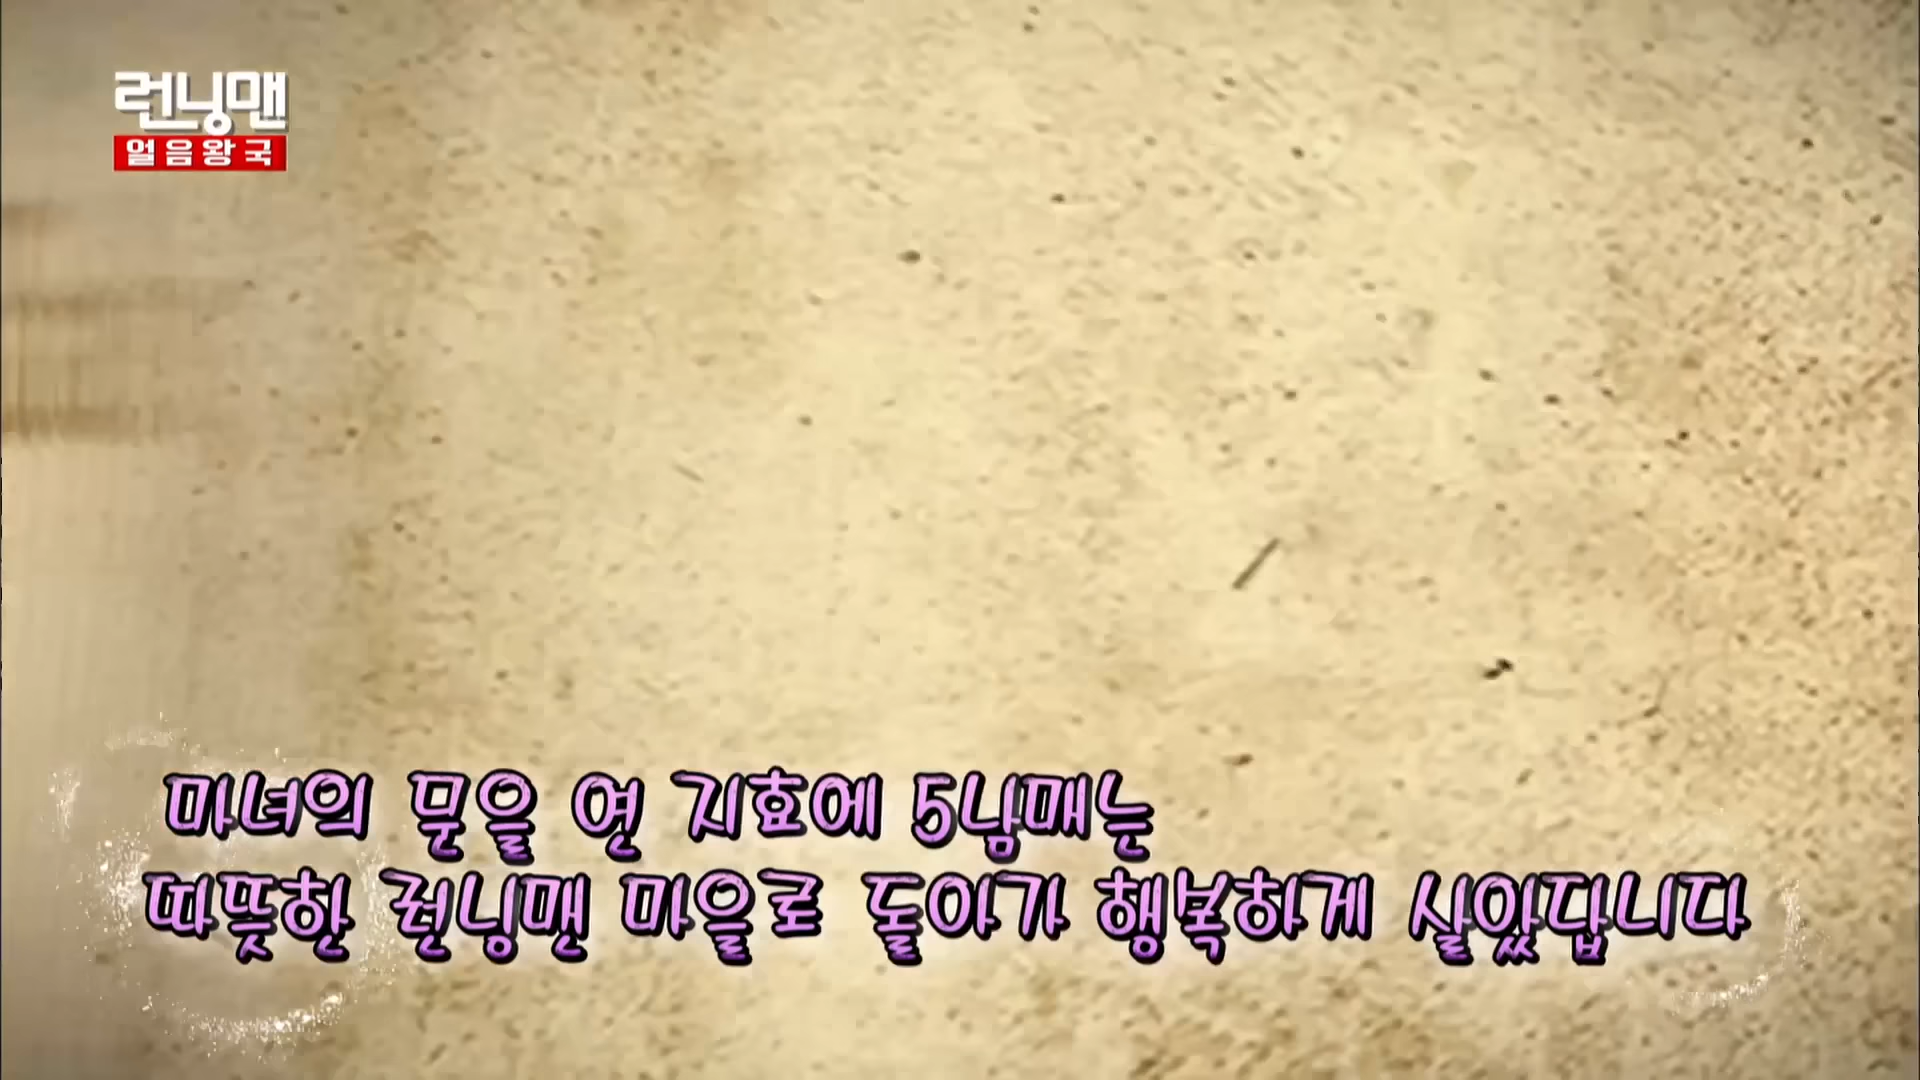 런닝맨
얼음왕국
마녀의 문을 연 지효에 5남매는
따뜻한 런닝맨 마을로 돌아가 행복하게 살았답니다